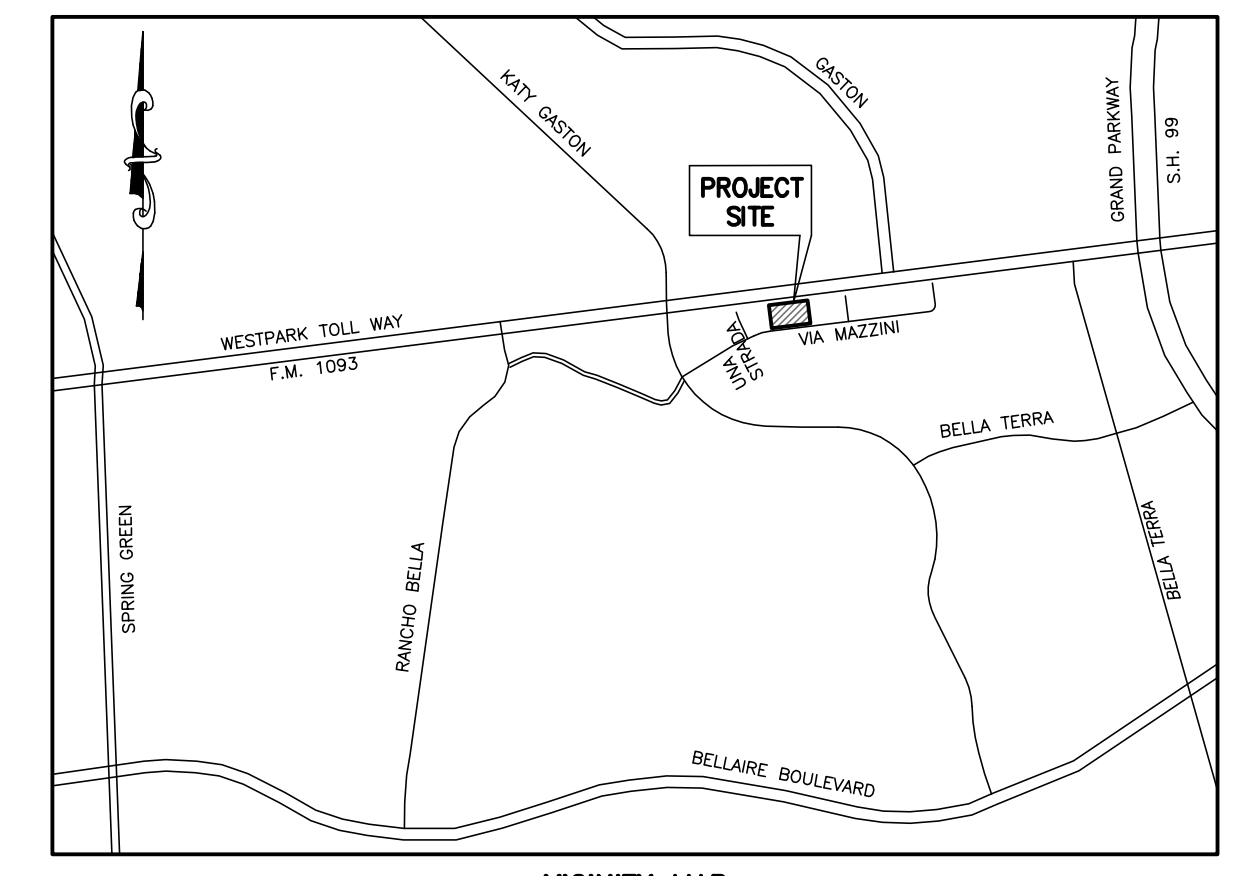 KATY GASTON
GASTON
GRAND PARKWAY
S.H. 99
PROJECT
SITE
WESTPARK TOLL WAY
F.M. 1093
UNA
STRADA
VIA MAZZINI
BELLA TERRA
BELLA TERRA
SPRING GREEN
RANCHO BELLA
BELLAIRE BOULEVARD